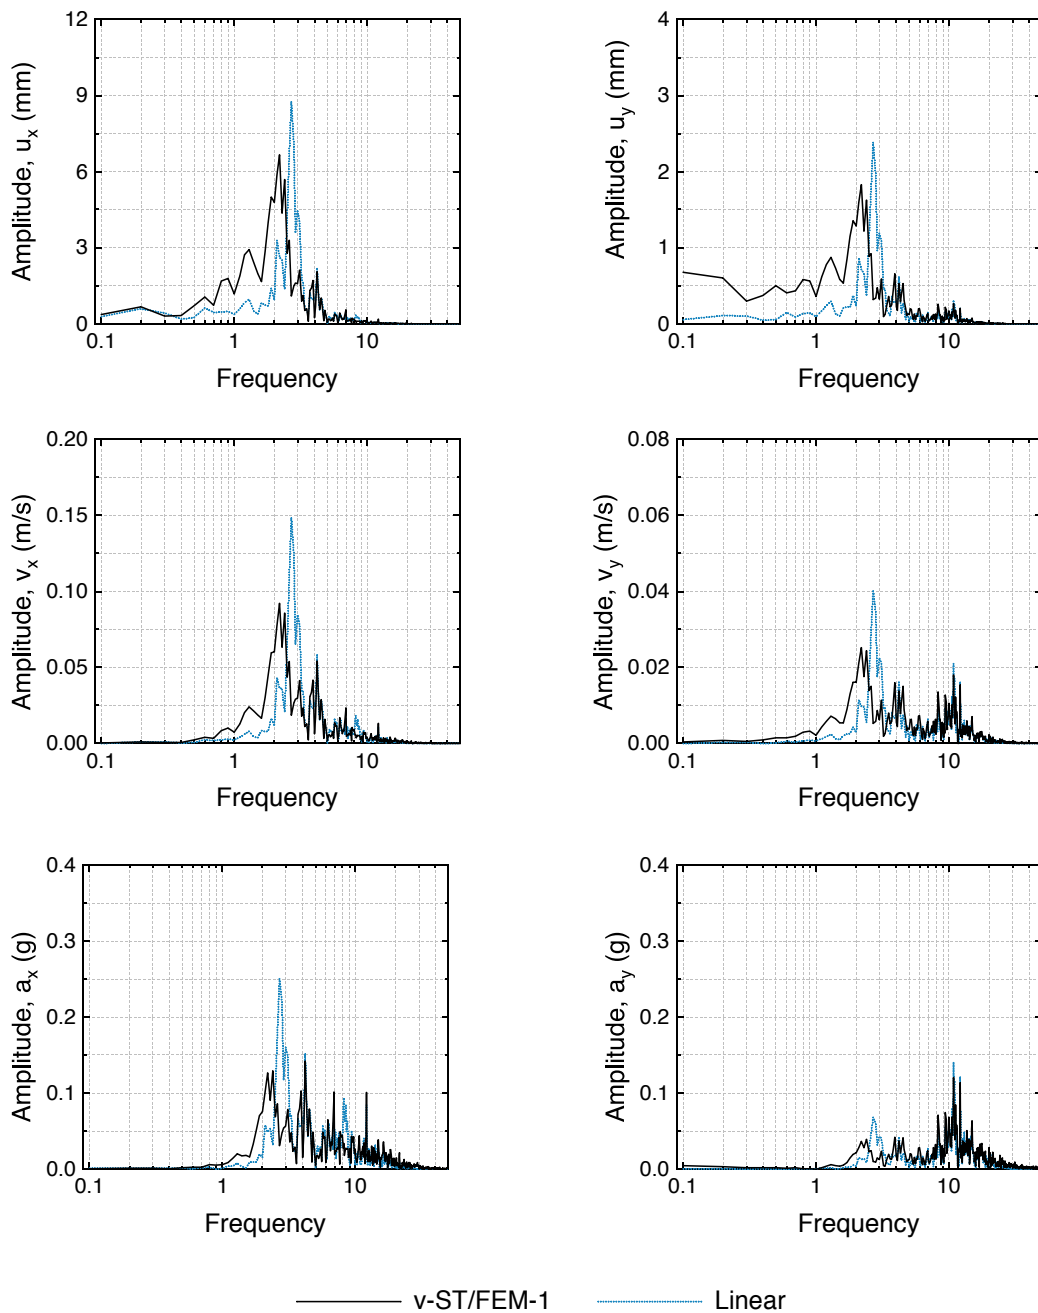 12
9
6
3
0
0.1 1 10
Amplitude, u_x (mm)
Frequency
4
3
2
1
0
0.1 1 10
Amplitude, u_y (mm)
Frequency
0.20
0.15
0.10
0.05
0.00
0.1 1 10
Amplitude, v_x (m/s)
Frequency
0.08
0.06
0.04
0.02
0.00
0.1 1 10
Amplitude, v_y (m/s)
Frequency
0.4
0.3
0.2
0.1
0.0
0.1 1 10
Amplitude, a_x (g)
Frequency
0.4
0.3
0.2
0.1
0.0
0.1 1 10
Amplitude, a_y (g)
Frequency
v-ST/FEM-1 Linear